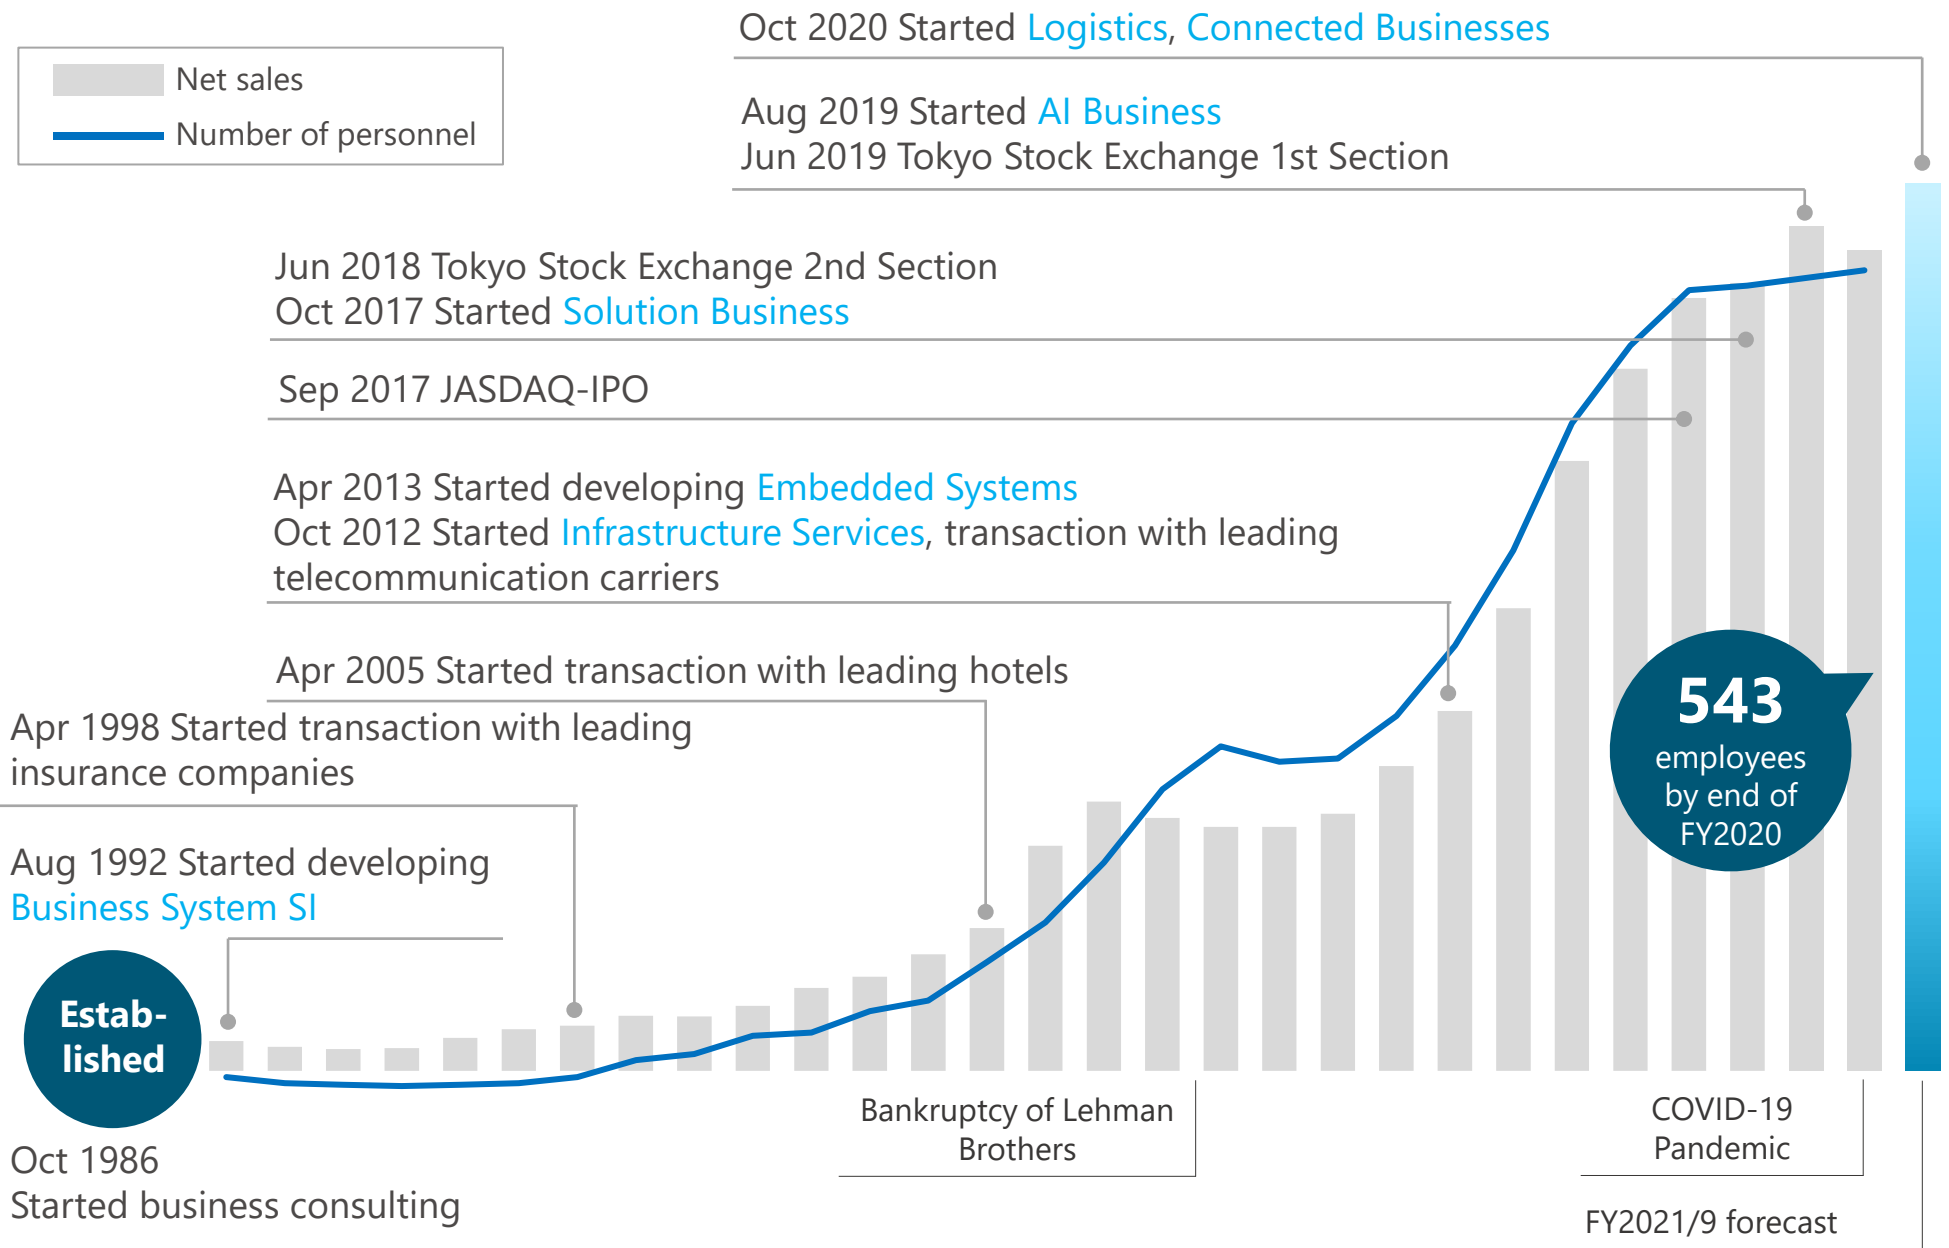 Oct 2020 Started Logistics, Connected Businesses
Net sales
Number of personnel
Aug 2019 Started AI Business
Jun 2019 Tokyo Stock Exchange 1st Section
Jun 2018 Tokyo Stock Exchange 2nd Section
Oct 2017 Started Solution Business
Sep 2017 JASDAQ-IPO
Apr 2013 Started developing Embedded Systems
Oct 2012 Started Infrastructure Services, transaction with leading
telecommunication carriers
Apr 2005 Started transaction with leading hotels
Apr 1998 Started transaction with leading
insurance companies
Aug 1992 Started developing
Business System SI
543
employees
by end of
FY2020
Estab-
lished
Oct 1986
Started business consulting
Bankruptcy of Lehman
Brothers
COVID-19
Pandemic
FY2021/9 forecast